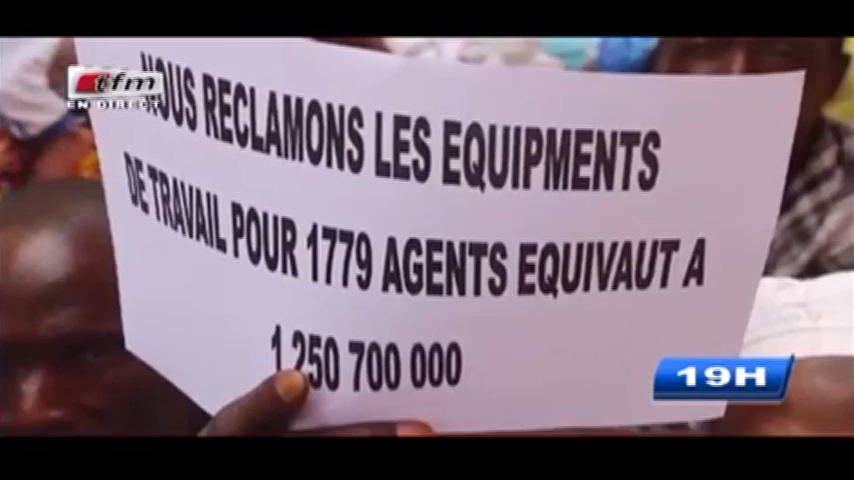 tfm
EN DIRECT
NOUS RECLAMONS LES EQUIPMENTS
DE TRAVAIL POUR 1779 AGENTS EQUIVAUT A
1 250 700 000
19H